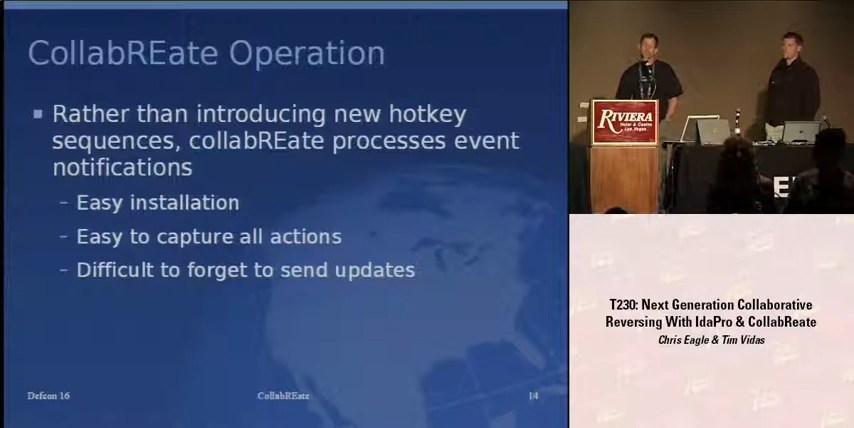 CollabREate Operation
Rather than introducing new hotkey
sequences, collabREate processes event
notifications
– Easy installation
– Easy to capture all actions
– Difficult to forget to send updates
Defcon 16
CollabREate
14
RIVIERA
Hotel & Casino
Las Vegas
T230: Next Generation Collaborative
Reversing With IdaPro & CollabReate
Chris Eagle & Tim Vidas